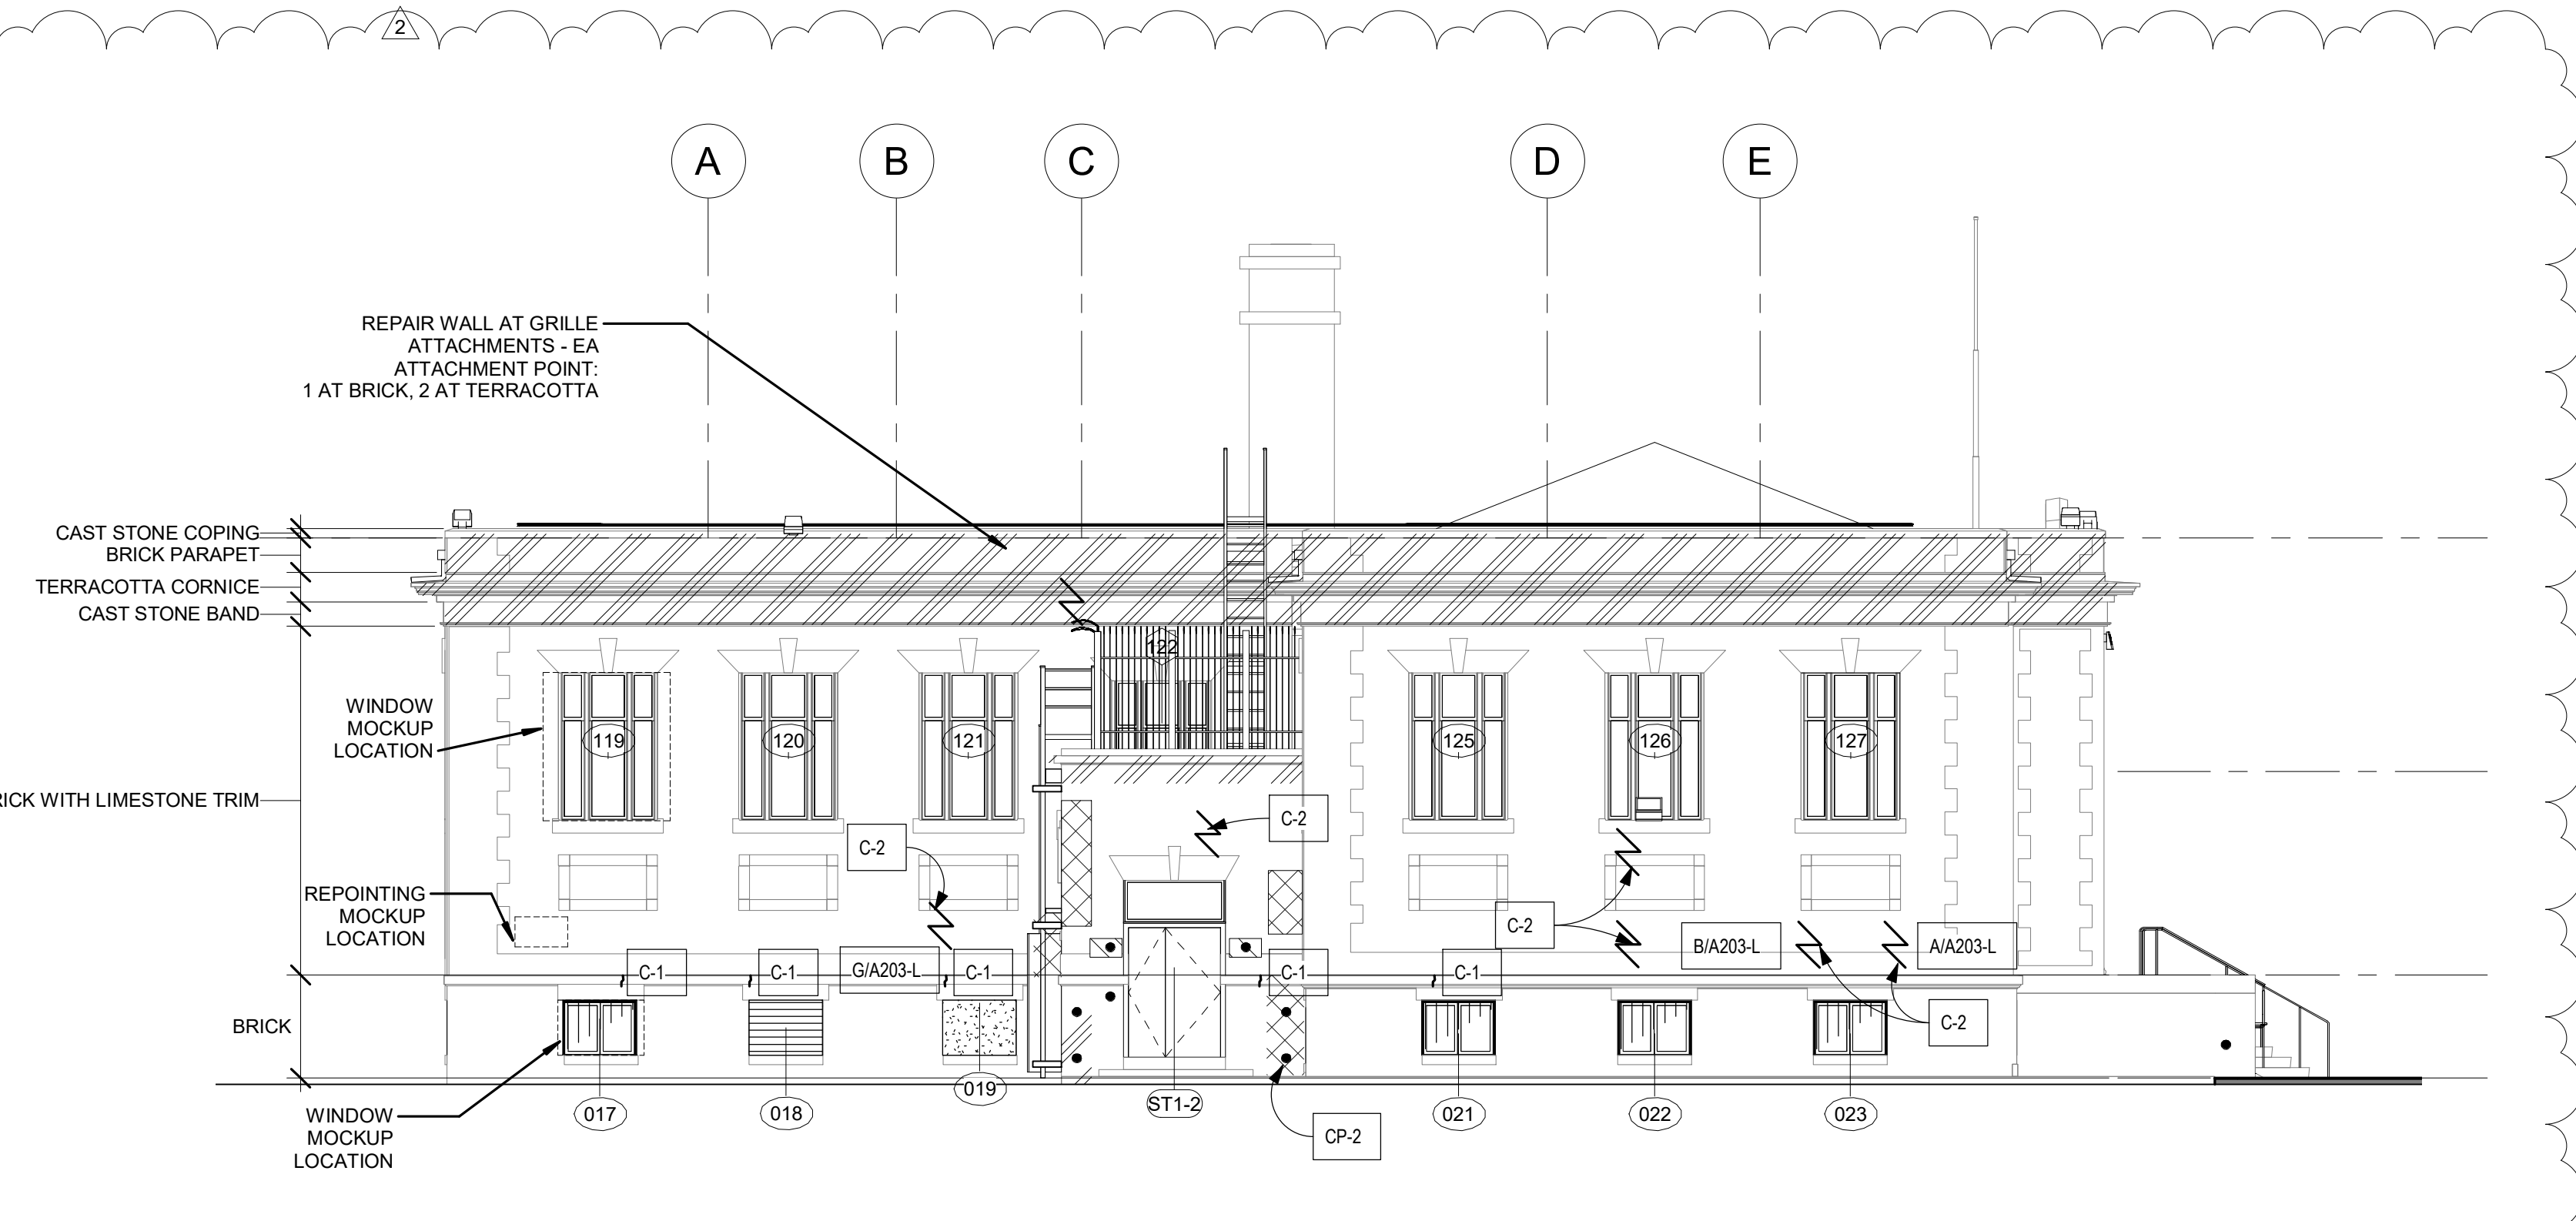 2
A
B
C
D
E
REPAIR WALL AT GRILLE
ATTACHMENTS - EA
ATTACHMENT POINT:
1 AT BRICK, 2 AT TERRACOTTA
CAST STONE COPING
BRICK PARAPET
TERRACOTTA CORNICE
CAST STONE BAND
122
WINDOW
MOCKUP
LOCATION
119
120
121
125
126
127
WITH LIMESTONE TRIM
C-2
C-2
REPOINTING
MOCKUP
LOCATION
C-2
B/A203-L
A/A203-L
C-1
C-1
G/A203-L
C-1
C-1
C-1
BRICK
C-2
017
018
019
ST1-2
021
022
023
WINDOW
MOCKUP
LOCATION
CP-2